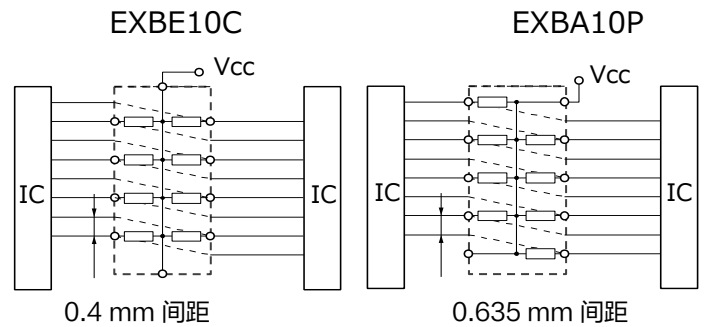 EXBE10C
EXBA10P
Vcc
Vcc
IC
IC
IC
IC
0.4 mm 间距
0.635 mm 间距